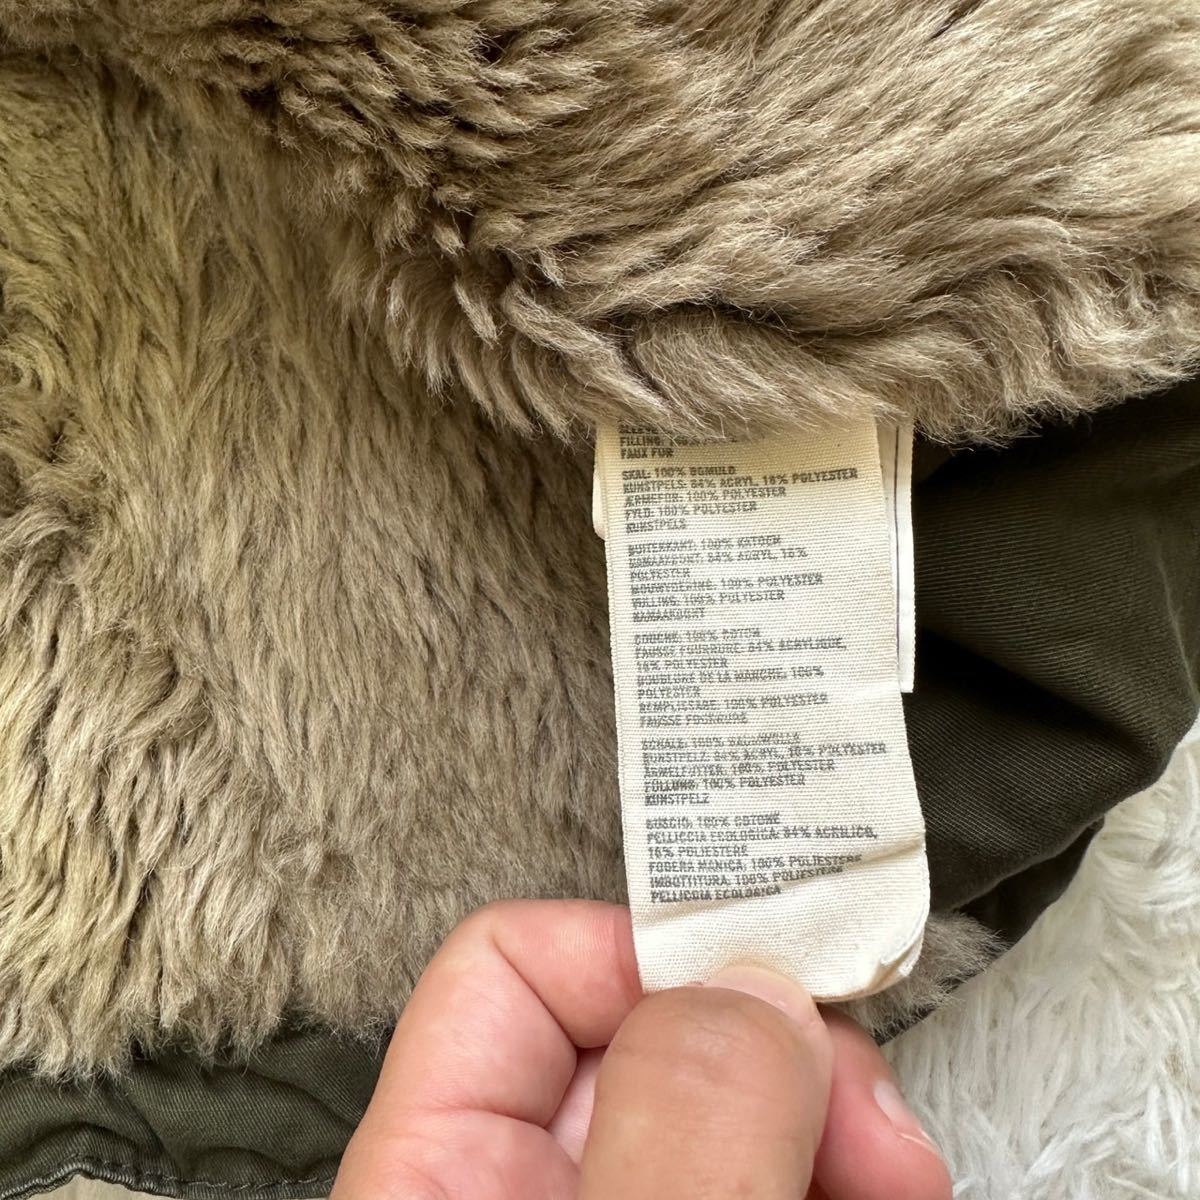 SLEEVE
FILLING: 100%
FAUX FUR
SKAL: 100% BOMULD
KUNSTPELS: 84% ACRYL, 16% POLYESTER
ÆRMEFOR: 100% POLYESTER
FYLD: 100% POLYESTER
KUNSTPELS
BUITENKANT: 100% KATOEN
NAMAAKBONT: 84% ACRYL, 16%
POLYESTER
MOUWVOERING: 100% POLYESTER
VULLING: 100% POLYESTER
NAMAAKBONT
COUCHE: 100% COTON
FAUSSE FOURRURE: 84% ACRYLIQUE,
16% POLYESTER
DOUBLURE DE LA MANCHE: 100%
POLYESTER
REMPLISSAGE: 100% POLYESTER
FAUSSE FOURRURE
SCHALE: 100% BAUMWOLLE
KUNSTPELZ: 84% ACRYL, 16% POLYESTER
ÄRMELFUTTER: 100% POLYESTER
FÜLLUNG: 100% POLYESTER
KUNSTPELZ
GUSCIO: 100% COTONE
PELLICCIA ECOLOGICA: 84% ACRILICO,
16% POLIESTERE
FODERA MANICA: 100% POLIESTERE
IMBOTTITURA: 100% POLIESTERE
PELLICCIA ECOLOGICA